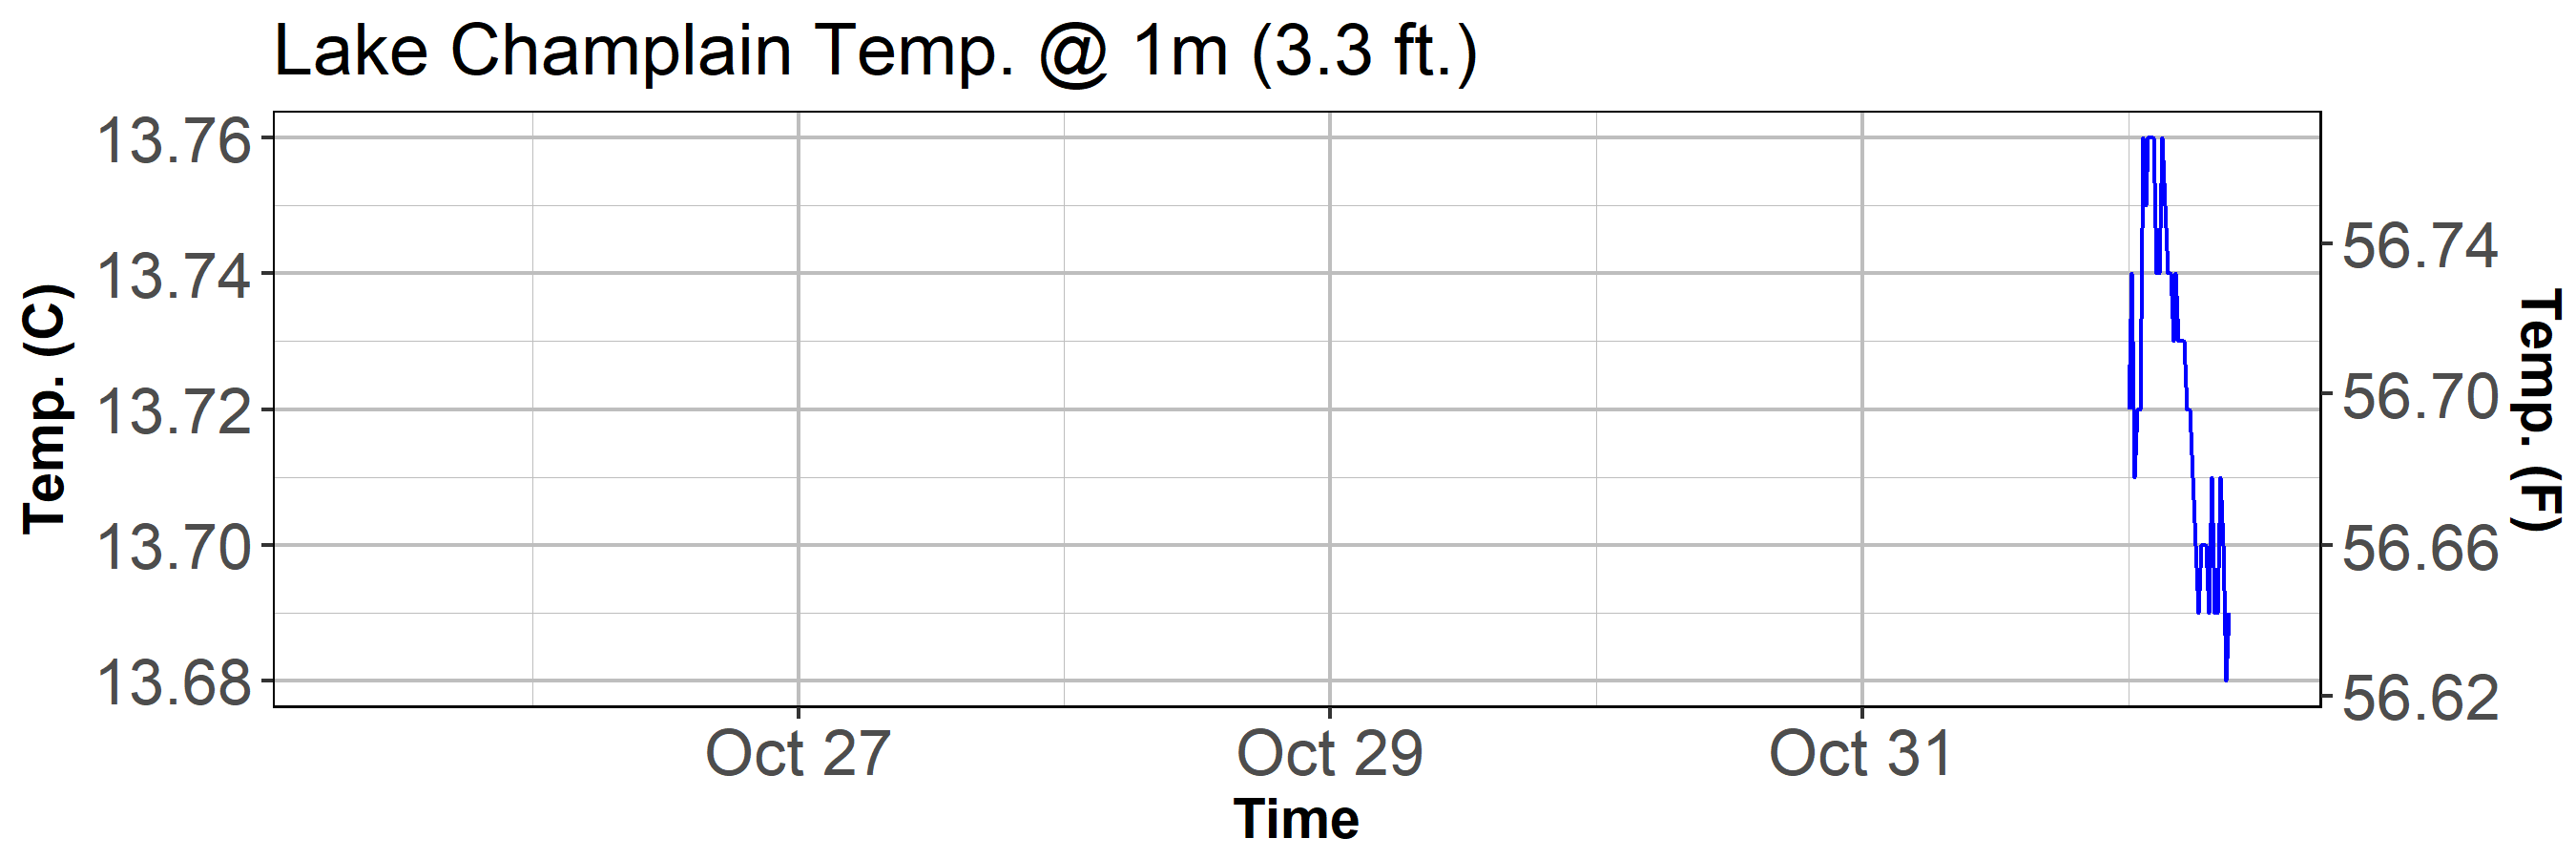 Lake Champlain Temp. @ 1m (3.3 ft.)
Temp. (C)
13.76
13.74
13.72
13.70
13.68
56.74
56.70
56.66
56.62
Temp. (F)
Oct 27
Oct 29
Oct 31
Time